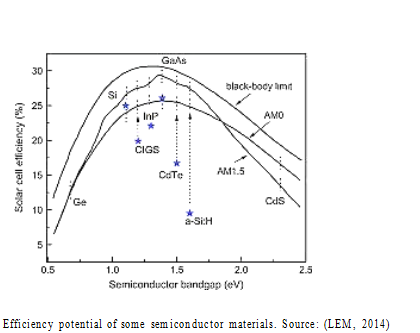 GaAs
30
Si
black-body limit
25
AM0
InP
20
CIGS
CdTe
AM1.5
15
Ge
CdS
10
a-Si:H
5
Solar cell efficiency (%)
0.5 1.0 1.5 2.0 2.5
Semiconductor bandgap (eV)
Efficiency potential of some semiconductor materials. Source: (LEM, 2014)